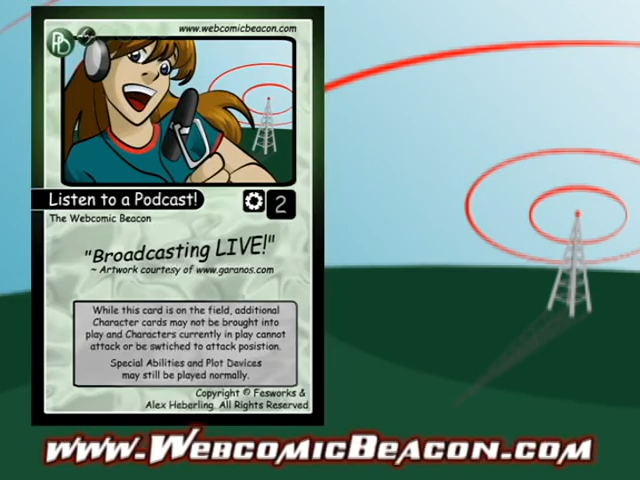 www.webcomicbeacon.com
Listen to a Podcast!
2
The Webcomic Beacon
"Broadcasting LIVE!"
~ Artwork courtesy of www.garanos.com
While this card is on the field, additional
Character cards may not be brought into
play and Characters currently in play cannot
attack or be swtiched to attack posistion.
Special Abilities and Plot Devices
may still be played normally.
Copyright © Fesworks &
Alex Heberling. All Rights Reserved
www.WebcomicBeacon.com